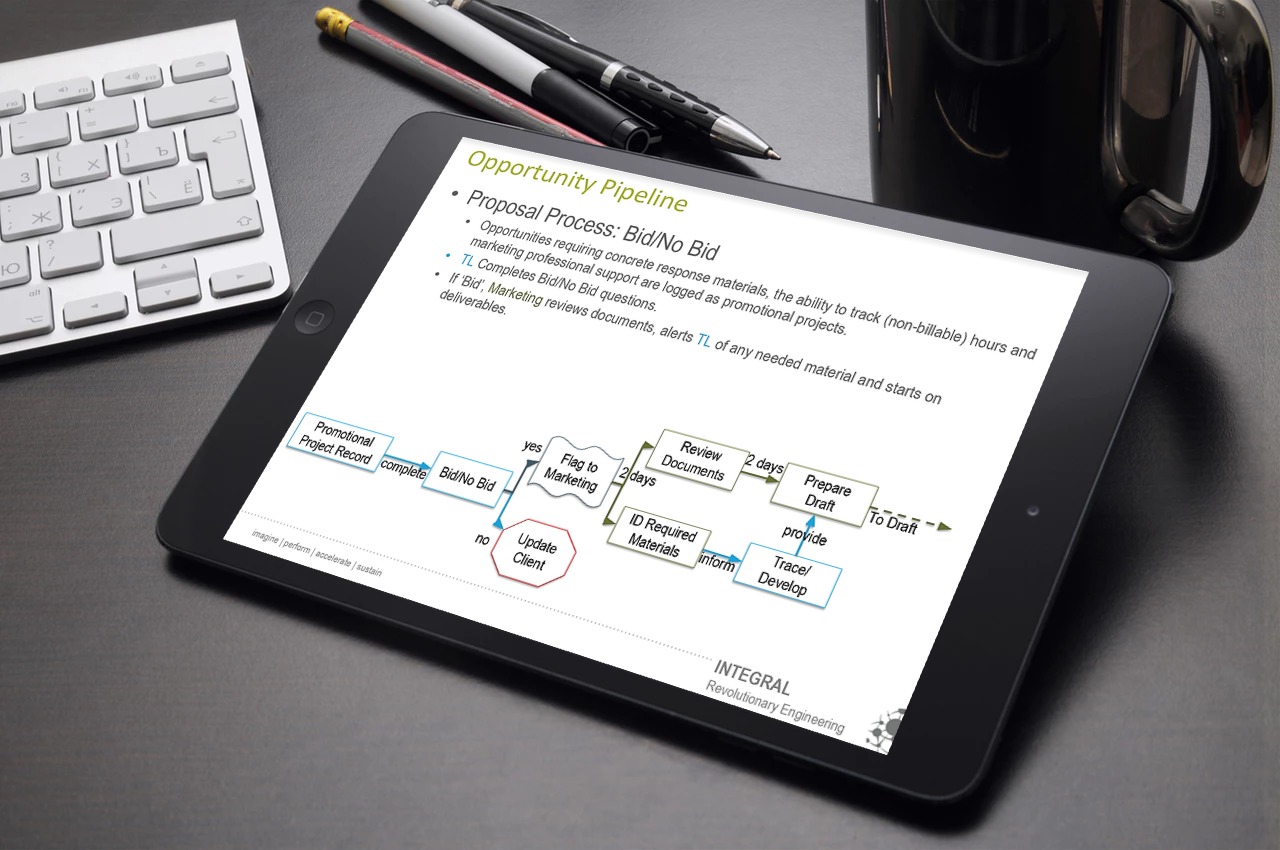 Opportunity Pipeline
• Proposal Process: Bid/No Bid
• Opportunities requiring concrete response materials, the ability to track (non-billable) hours and
marketing professional support are logged as promotional projects.
• TL Completes Bid/No Bid questions.
• If 'Bid', Marketing reviews documents, alerts TL of any needed material and starts on
deliverables.
Promotional
Project Record
complete
Bid/No Bid
yes
no
Flag to
Marketing
Update
Client
2 days
Review
Documents
ID Required
Materials
2 days
inform
Prepare
Draft
provide
Trace/
Develop
To Draft
imagine | perform | accelerate | sustain
INTEGRAL
Revolutionary Engineering
F10
F11
F12
-
=
+
З
[ {
Х
] }
Ъ
; :
Ж
" '
Э
\ |
Ё
Ю
? /
alt